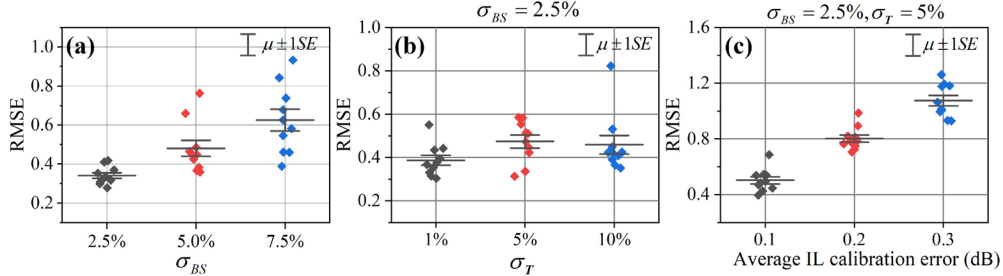 (a)
μ ± 1SE
RMSE
1.0
0.8
0.6
0.4
0.2
2.5% 5.0% 7.5%
σ_BS
σ_BS = 2.5%
(b)
μ ± 1SE
RMSE
1.0
0.8
0.6
0.4
0.2
1% 5% 10%
σ_T
σ_BS = 2.5%, σ_T = 5%
(c)
μ ± 1SE
RMSE
1.6
1.2
0.8
0.4
0.1 0.2 0.3
Average IL calibration error (dB)